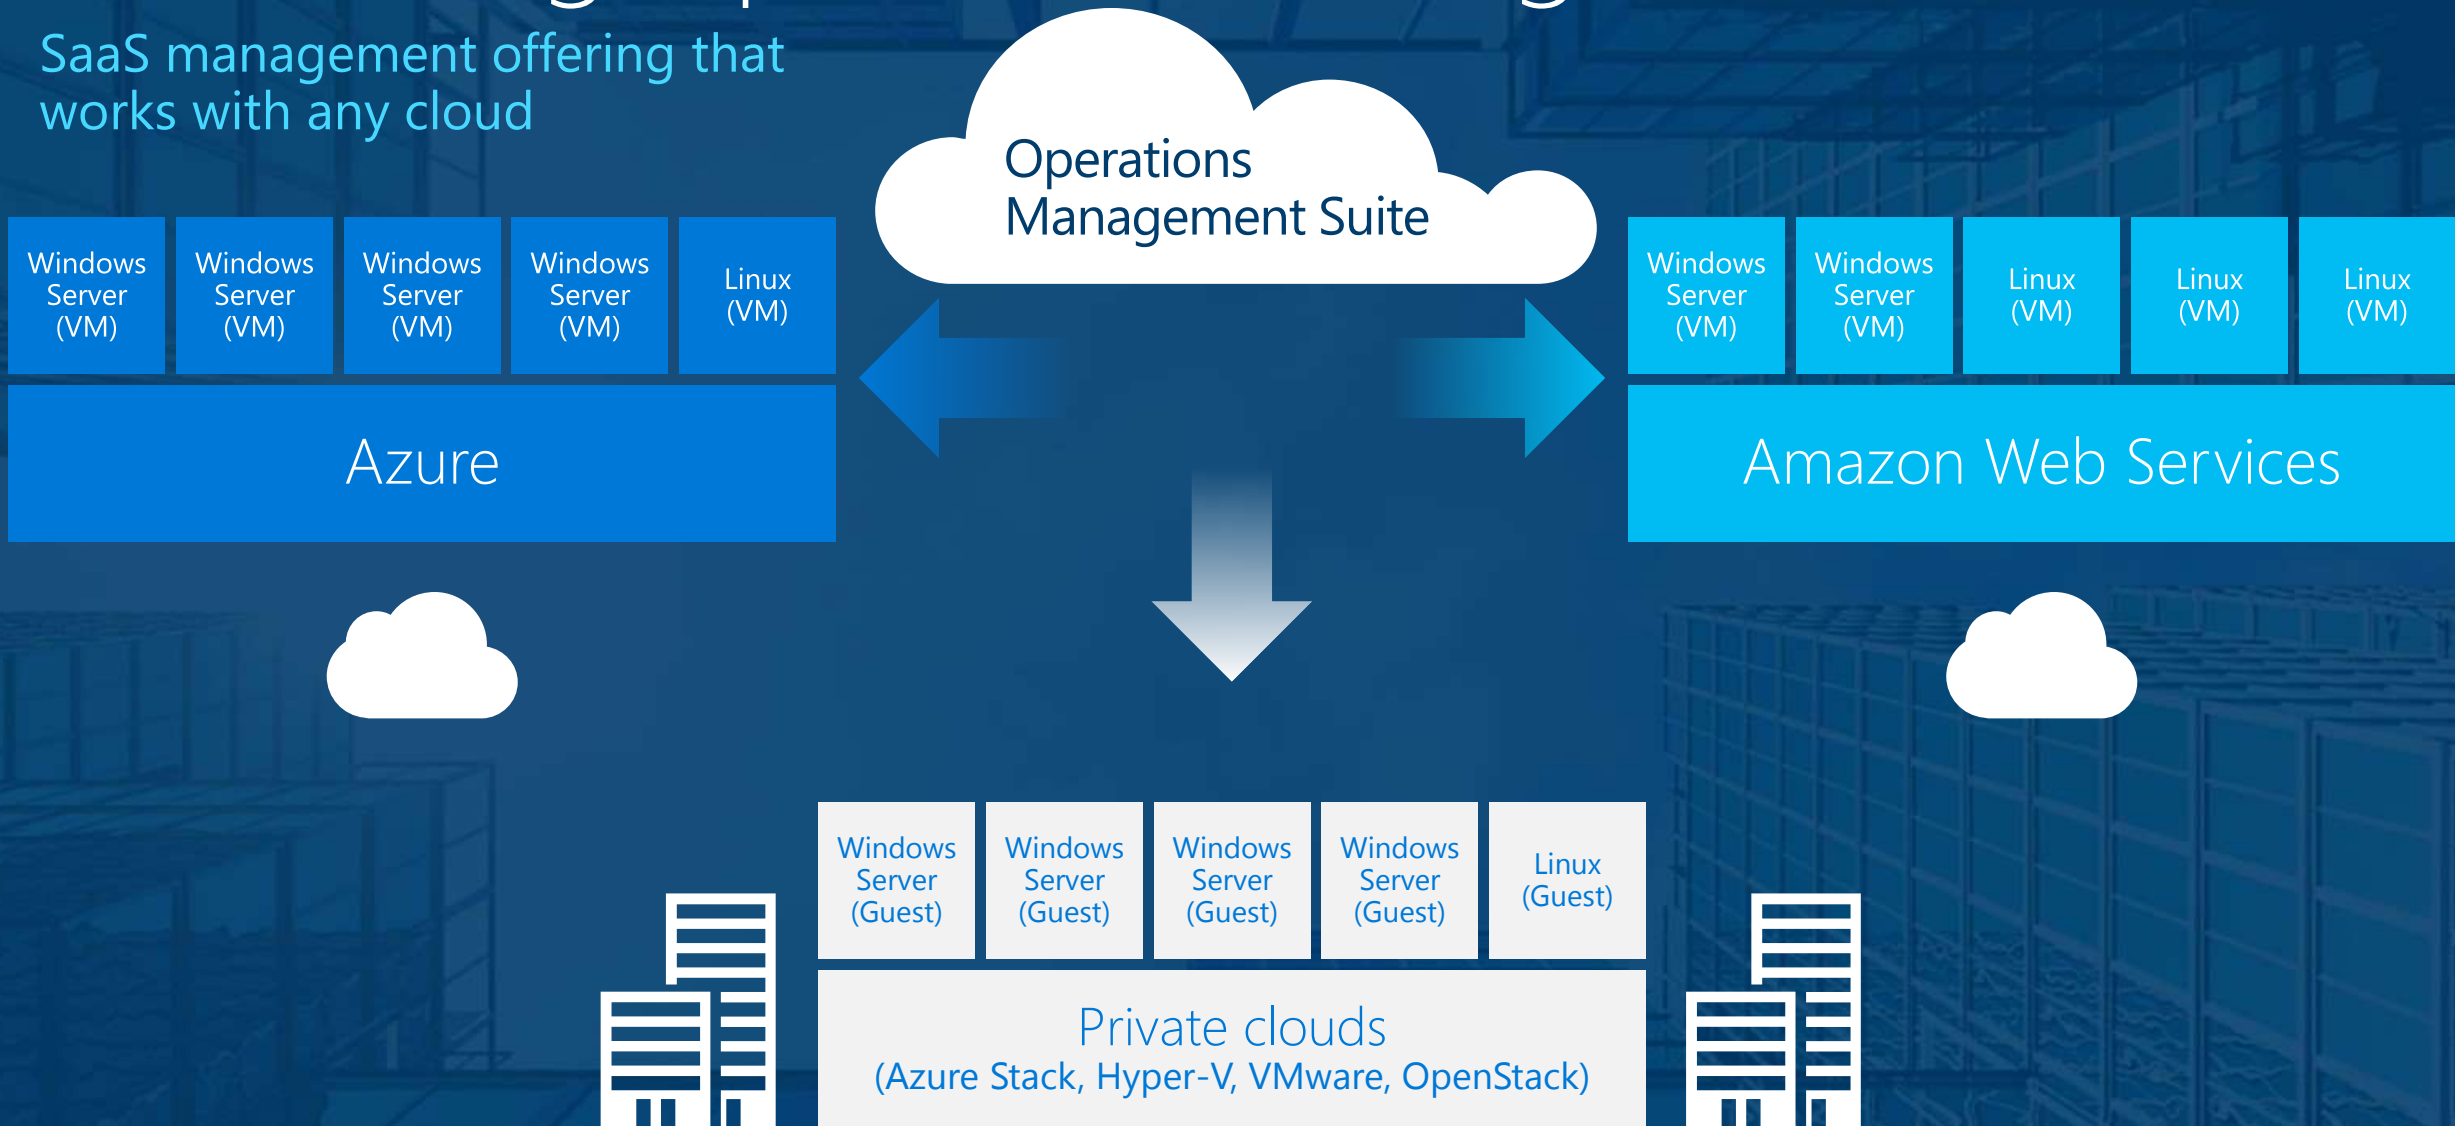 SaaS management offering that
works with any cloud
Operations
Management Suite
Windows
Server
(VM)
Windows
Server
(VM)
Windows
Server
(VM)
Windows
Server
(VM)
Linux
(VM)
Azure
Windows
Server
(VM)
Windows
Server
(VM)
Linux
(VM)
Linux
(VM)
Linux
(VM)
Amazon Web Services
Windows
Server
(Guest)
Windows
Server
(Guest)
Windows
Server
(Guest)
Windows
Server
(Guest)
Linux
(Guest)
Private clouds
(Azure Stack, Hyper-V, VMware, OpenStack)